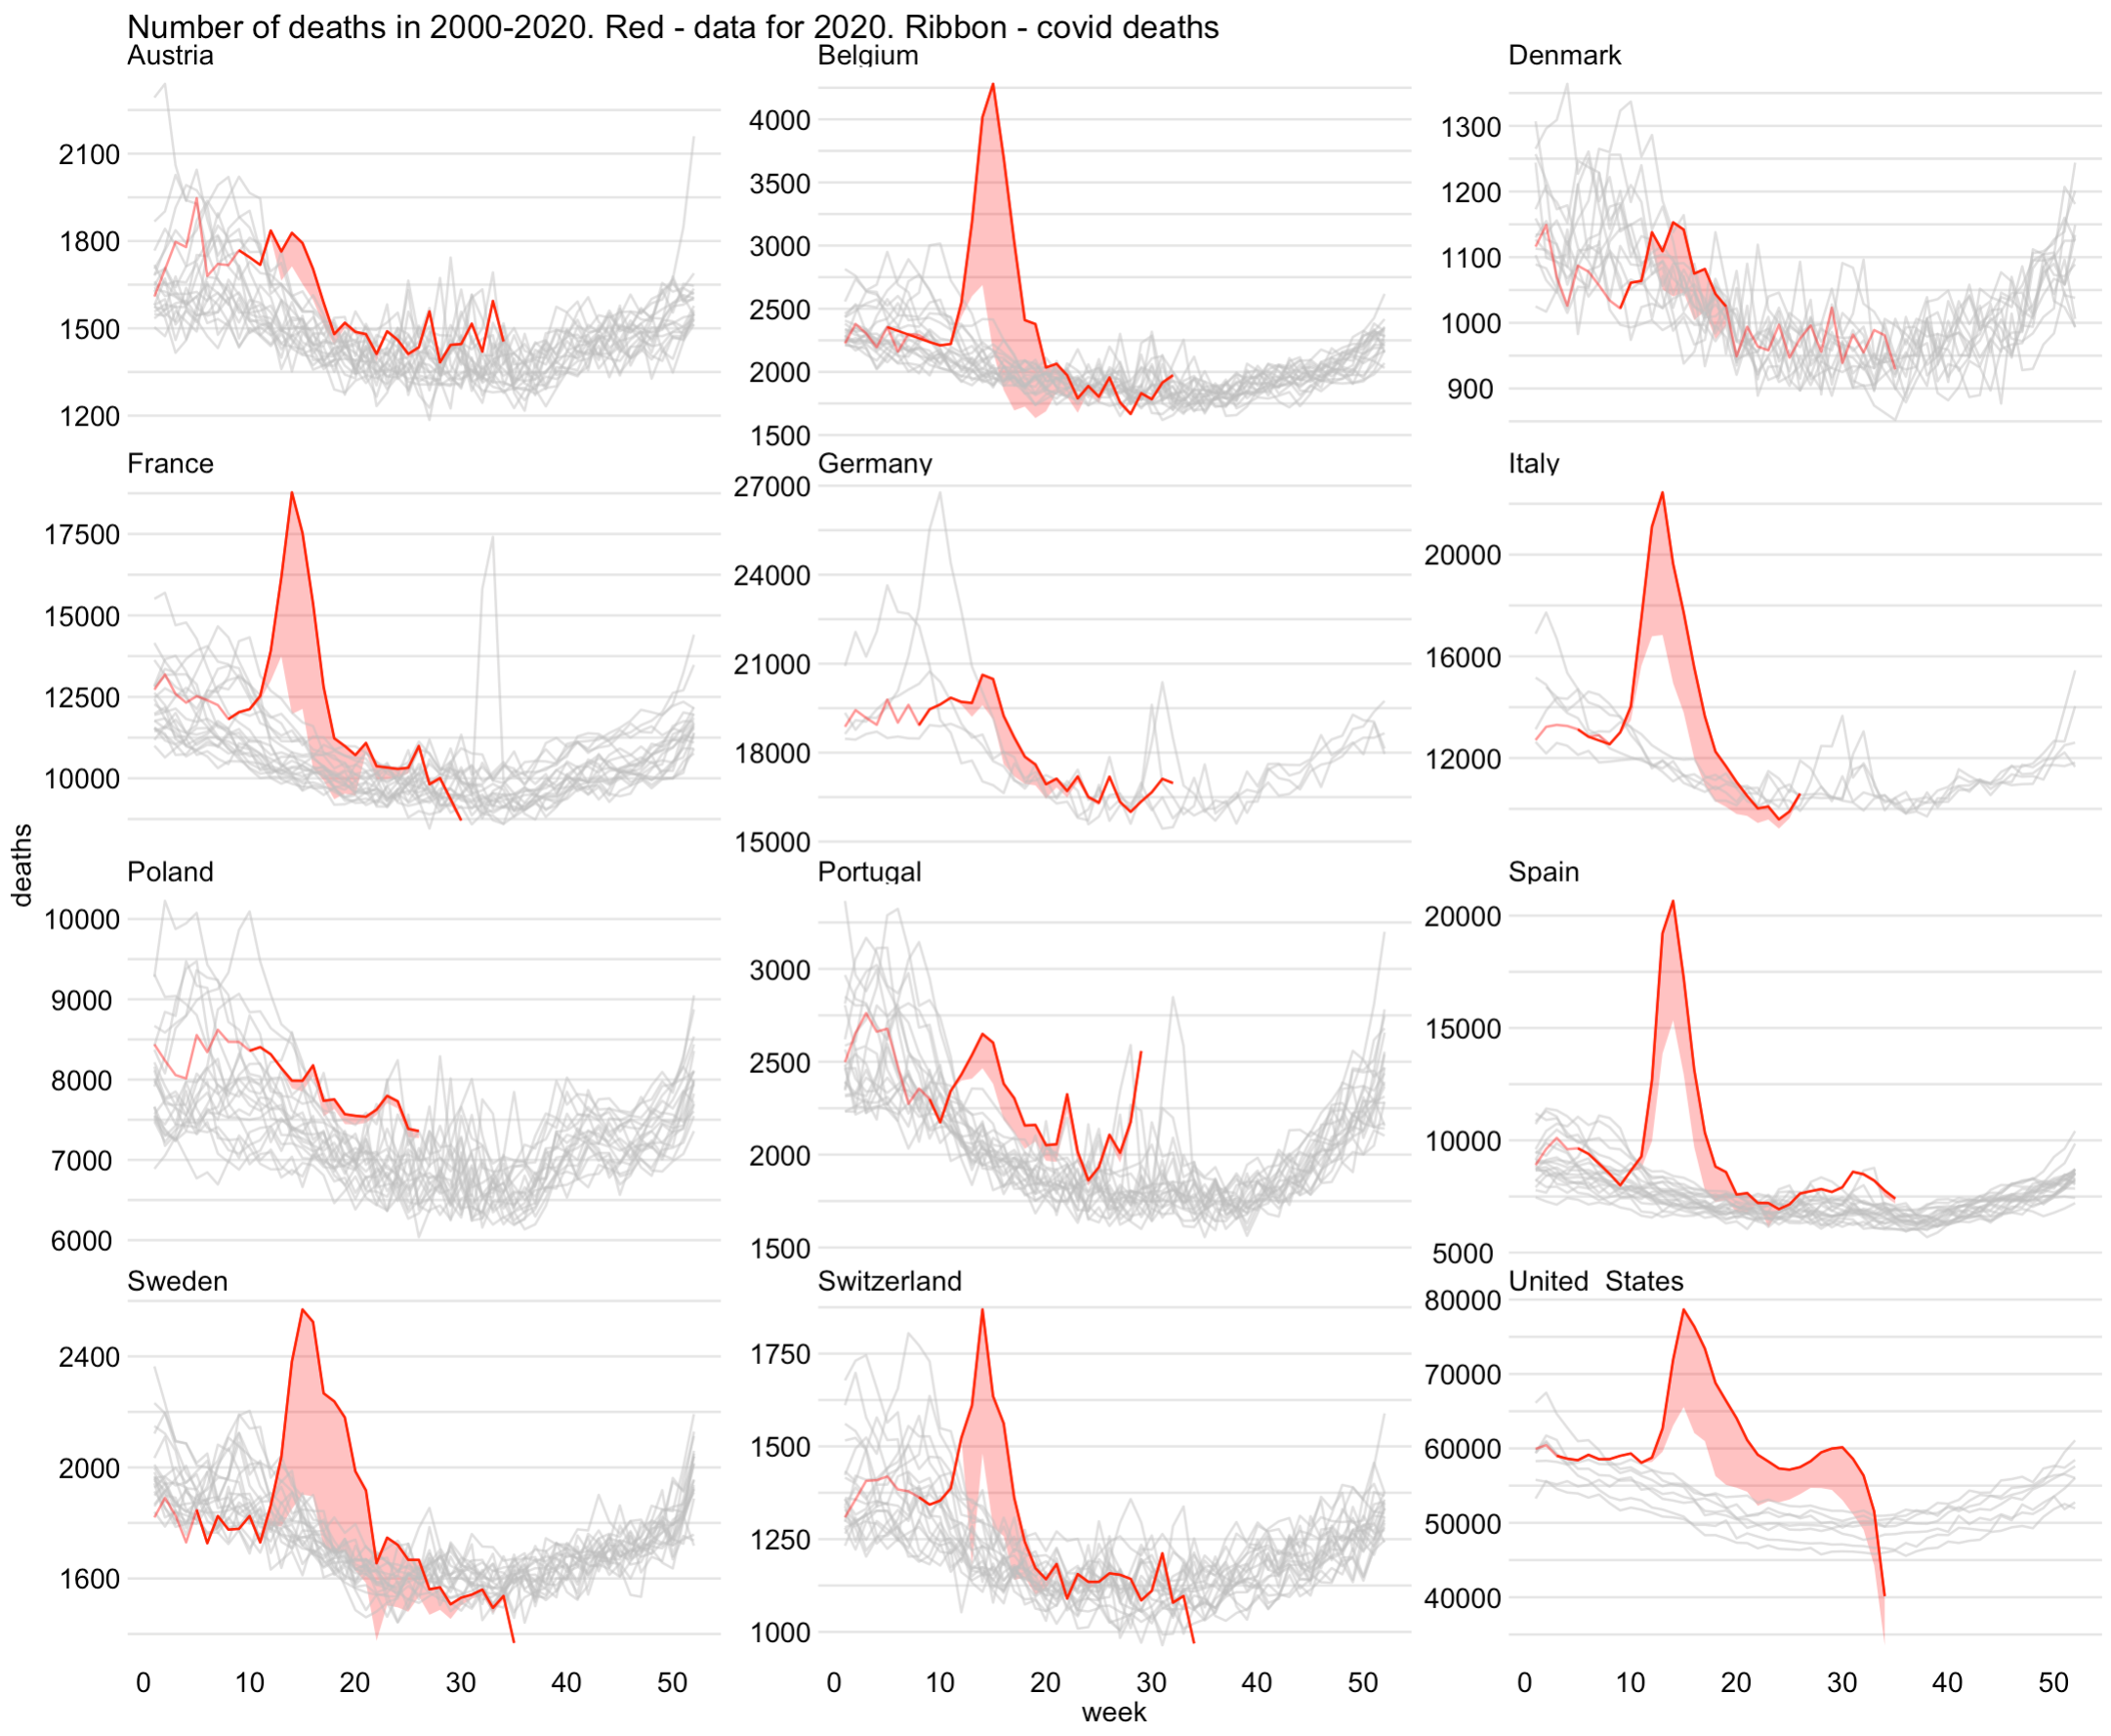 Number of deaths in 2000-2020. Red - data for 2020. Ribbon - covid deaths
Austria
Belgium
Denmark
2100
1800
1500
1200
4000
3500
3000
2500
2000
1500
1300
1200
1100
1000
900
France
Germany
Italy
17500
15000
12500
10000
27000
24000
21000
18000
15000
20000
16000
12000
deaths
Poland
Portugal
Spain
10000
9000
8000
7000
6000
3000
2500
2000
1500
20000
15000
10000
5000
Sweden
Switzerland
United States
2400
2000
1600
1750
1500
1250
1000
80000
70000
60000
50000
40000
0 10 20 30 40 50
0 10 20 30 40 50
0 10 20 30 40 50
week